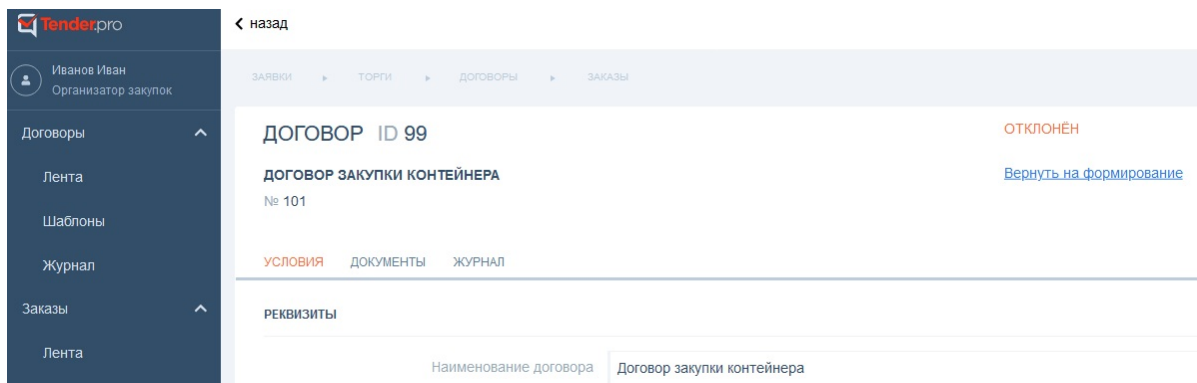 Tender.pro
назад
Иванов Иван
Организатор закупок
ЗАЯВКИ ТОРГИ ДОГОВОРЫ ЗАКАЗЫ
Договоры
Лента
Шаблоны
Журнал
Заказы
Лента
ДОГОВОР ID 99
ОТКЛОНЁН
ДОГОВОР ЗАКУПКИ КОНТЕЙНЕРА
Вернуть на формирование
№ 101
УСЛОВИЯ ДОКУМЕНТЫ ЖУРНАЛ
РЕКВИЗИТЫ
Наименование договора Договор закупки контейнера